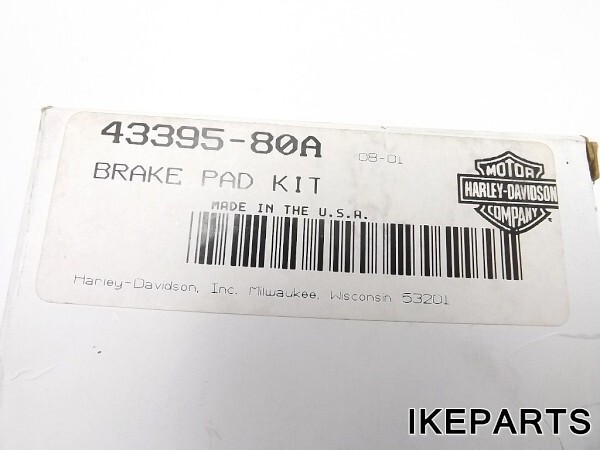 43395-80A 08-01
BRAKE PAD KIT
MADE IN THE U.S.A.
MOTOR
HARLEY-DAVIDSON
COMPANY
®
Harley-Davidson, Inc. Milwaukee, Wisconsin 53201
IKEPARTS